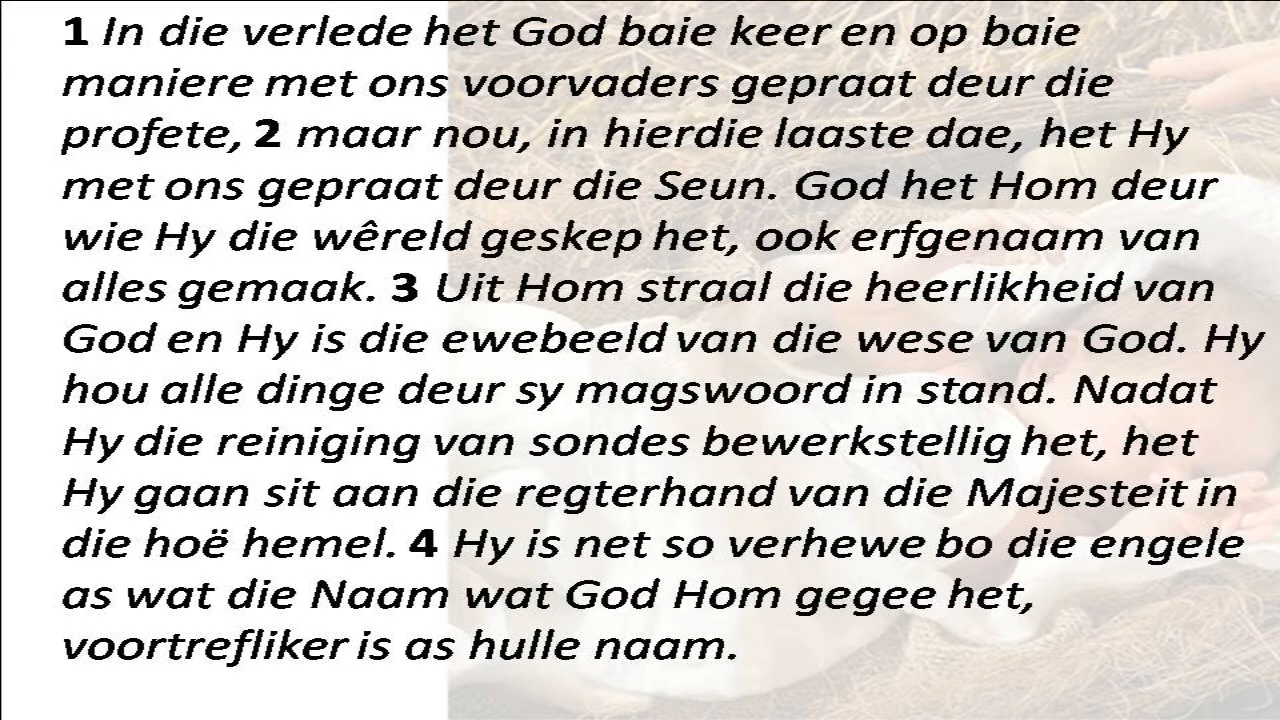 1 In die verlede het God baie keer en op baie
maniere met ons voorvaders gepraat deur die
profete, 2 maar nou, in hierdie laaste dae, het Hy
met ons gepraat deur die Seun. God het Hom deur
wie Hy die wêreld geskep het, ook erfgenaam van
alles gemaak. 3 Uit Hom straal die heerlikheid van
God en Hy is die ewebeeld van die wese van God. Hy
hou alle dinge deur sy magswoord in stand. Nadat
Hy die reiniging van sondes bewerkstellig het, het
Hy gaan sit aan die regterhand van die Majesteit in
die hoë hemel. 4 Hy is net so verhewe bo die engele
as wat die Naam wat God Hom gegee het,
voortrefliker is as hulle naam.